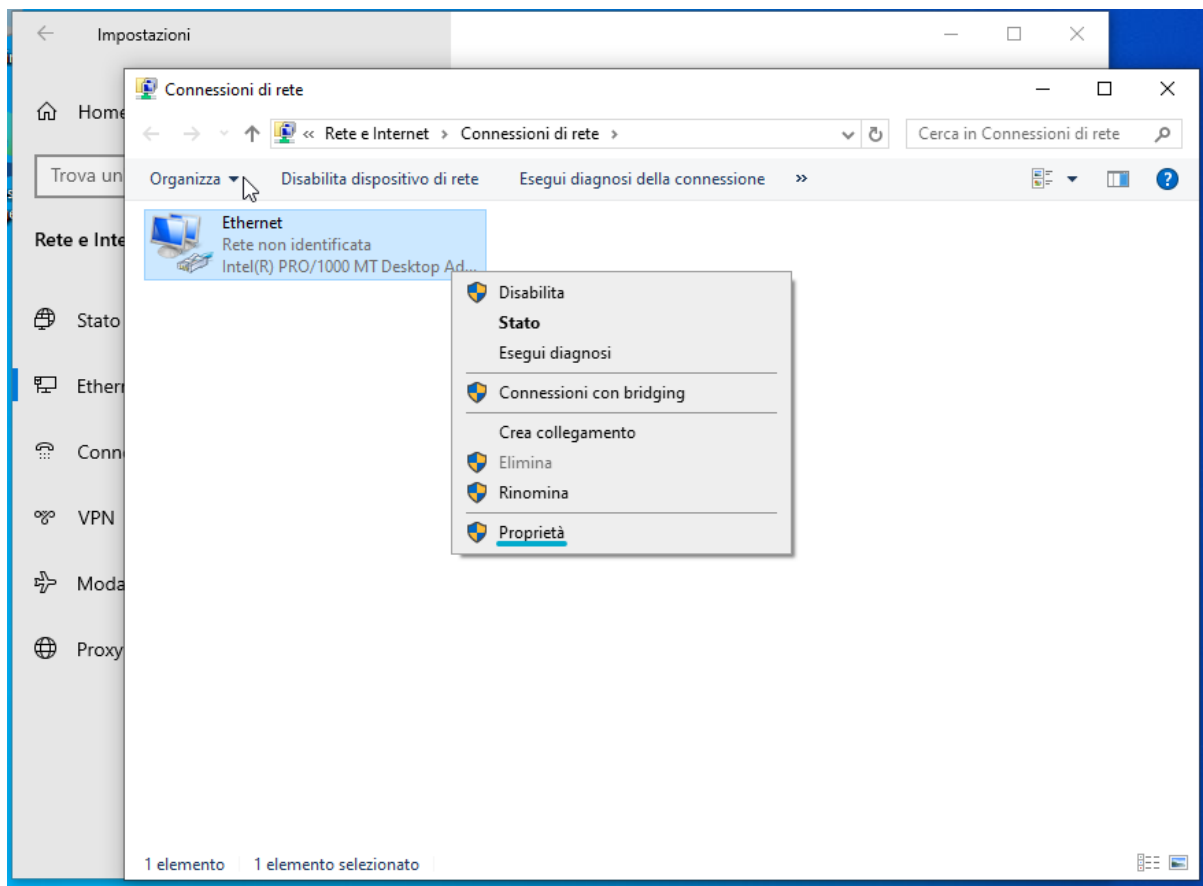 Impostazioni
Home
Trova un
Rete e Inte
Stato
Ethern
Conne
VPN
Moda
Proxy
Connessioni di rete
« Rete e Internet > Connessioni di rete >
Cerca in Connessioni di rete
Organizza
Disabilita dispositivo di rete
Esegui diagnosi della connessione
»
Ethernet
Rete non identificata
Intel(R) PRO/1000 MT Desktop Ad...
Disabilita
Stato
Esegui diagnosi
Connessioni con bridging
Crea collegamento
Elimina
Rinomina
Proprietà
1 elemento
1 elemento selezionato